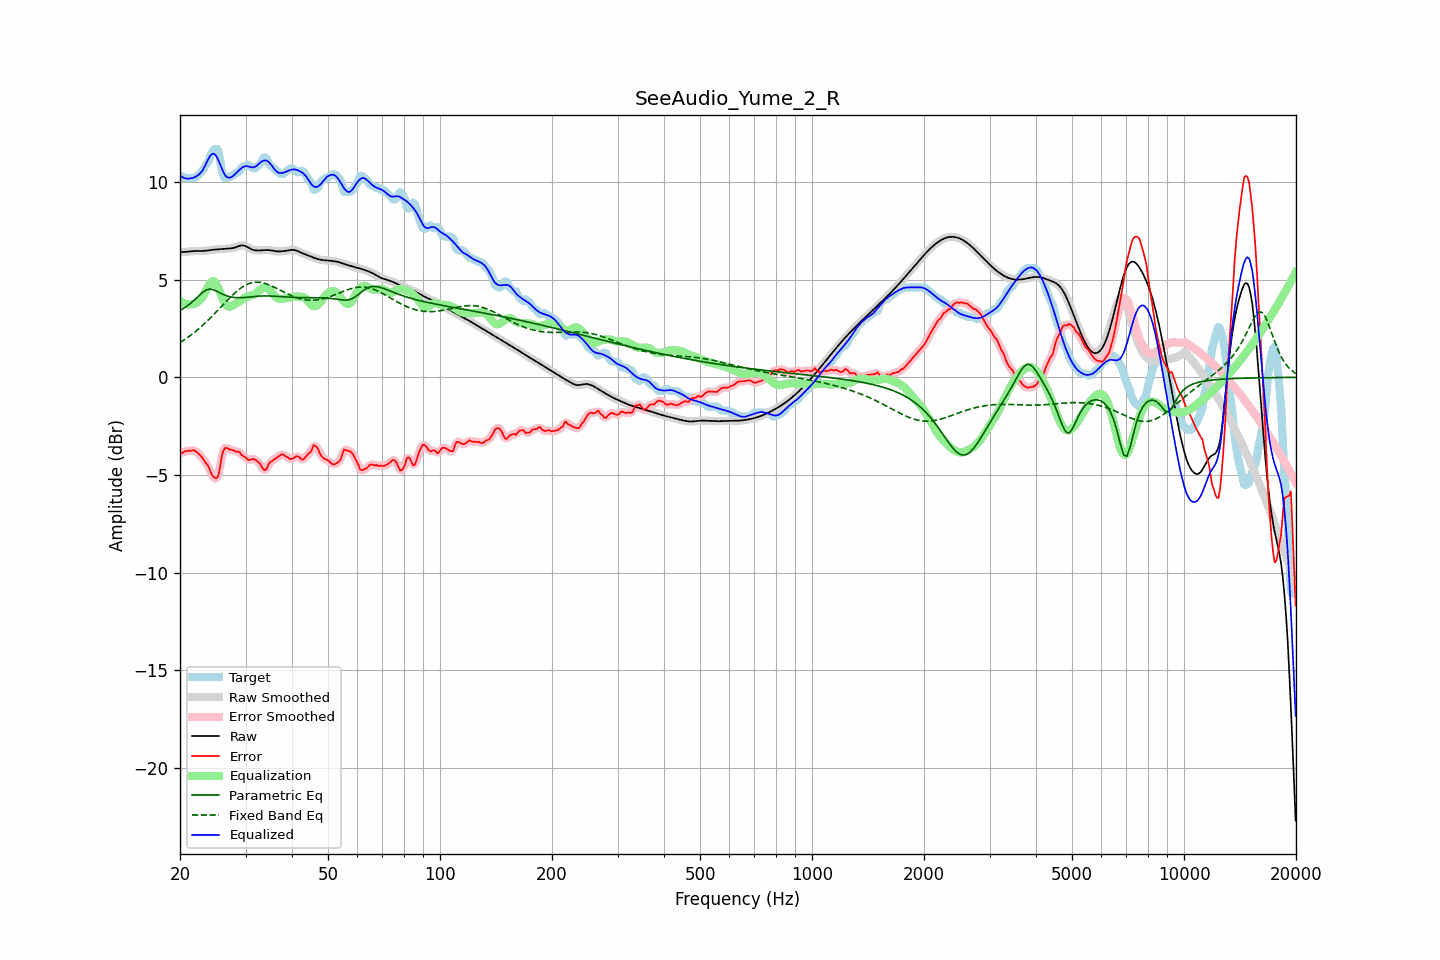 SeeAudio_Yume_2_R
Amplitude (dBr)
10
5
0
−5
−10
−15
−20
Target
Raw Smoothed
Error Smoothed
Raw
Error
Equalization
Parametric Eq
Fixed Band Eq
Equalized
20 50 100 200 500 1000 2000 5000 10000 20000
Frequency (Hz)